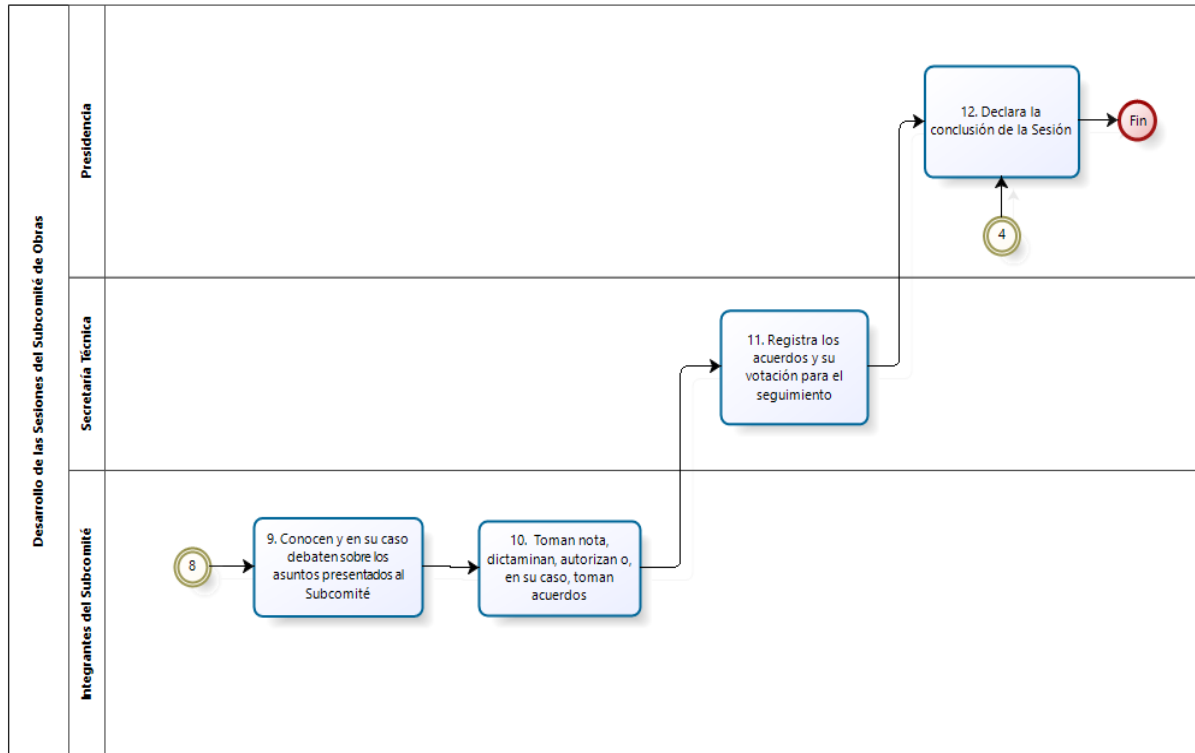 Desarrollo de las Sesiones del Subcomité de Obras
Presidencia
12. Declara la
conclusión de la Sesión
Fin
4
Secretaría Técnica
11. Registra los
acuerdos y su
votación para el
seguimiento
Integrantes del Subcomité
8
9. Conocen y en su caso
debaten sobre los
asuntos presentados al
Subcomité
10. Toman nota,
dictaminan, autorizan o,
en su caso, toman
acuerdos